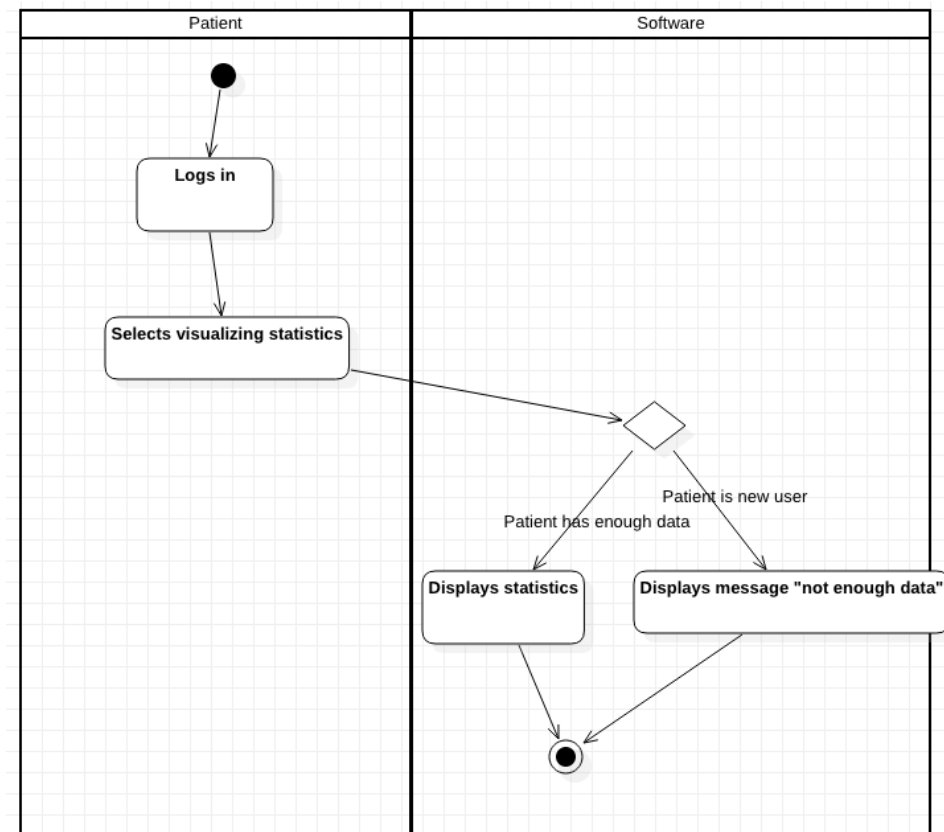 Patient
Software
Logs in
Selects visualizing statistics
Patient is new user
Patient has enough data
Displays statistics
Displays message "not enough data"